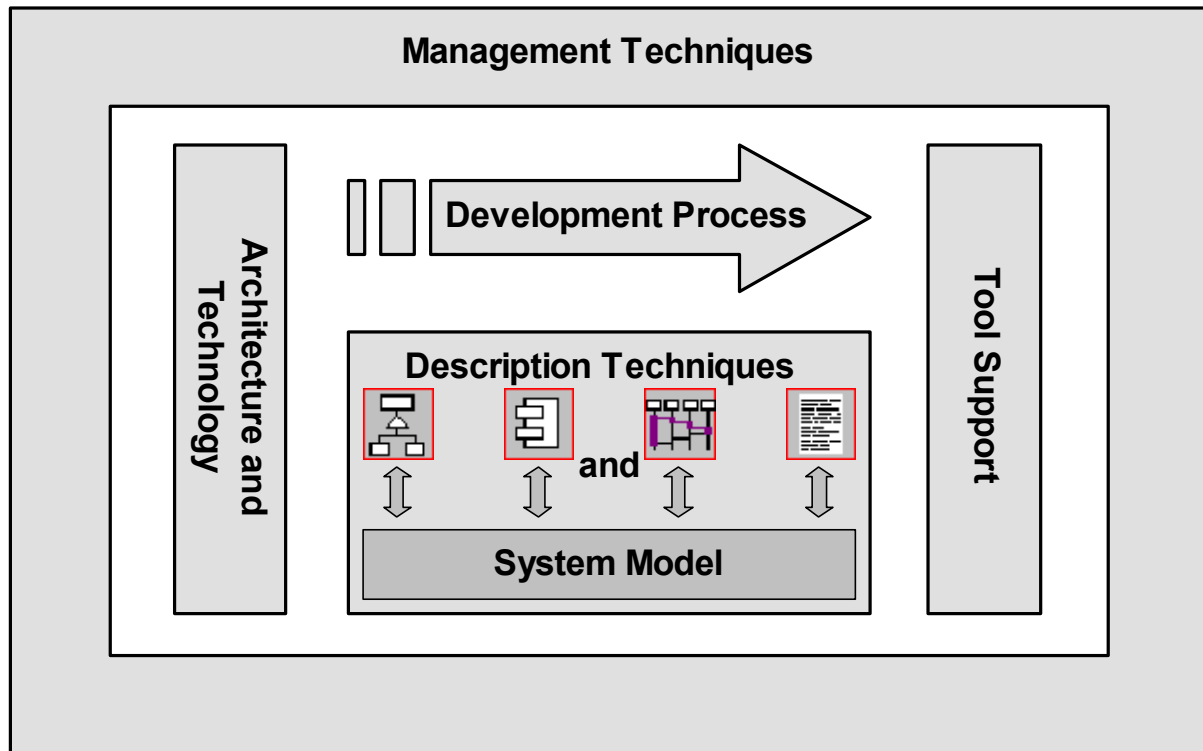 Management Techniques
Architecture and
Technology
Development Process
Description Techniques
and
System Model
Tool Support